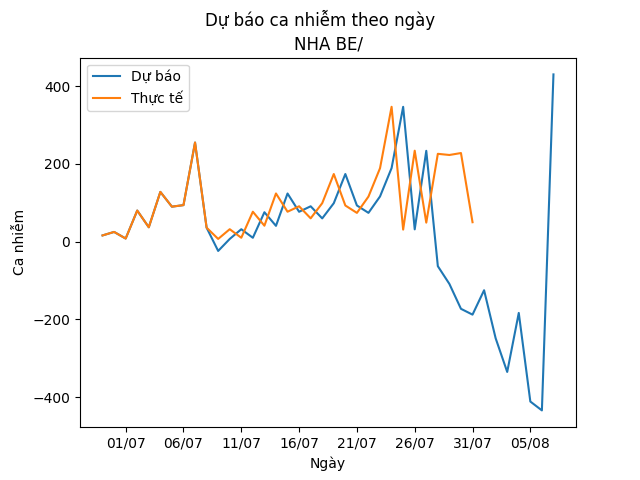 Dự báo ca nhiễm theo ngày
NHA BE/
Dự báo
Thực tế
Ca nhiễm
400
200
0
−200
−400
01/07 06/07 11/07 16/07 21/07 26/07 31/07 05/08
Ngày